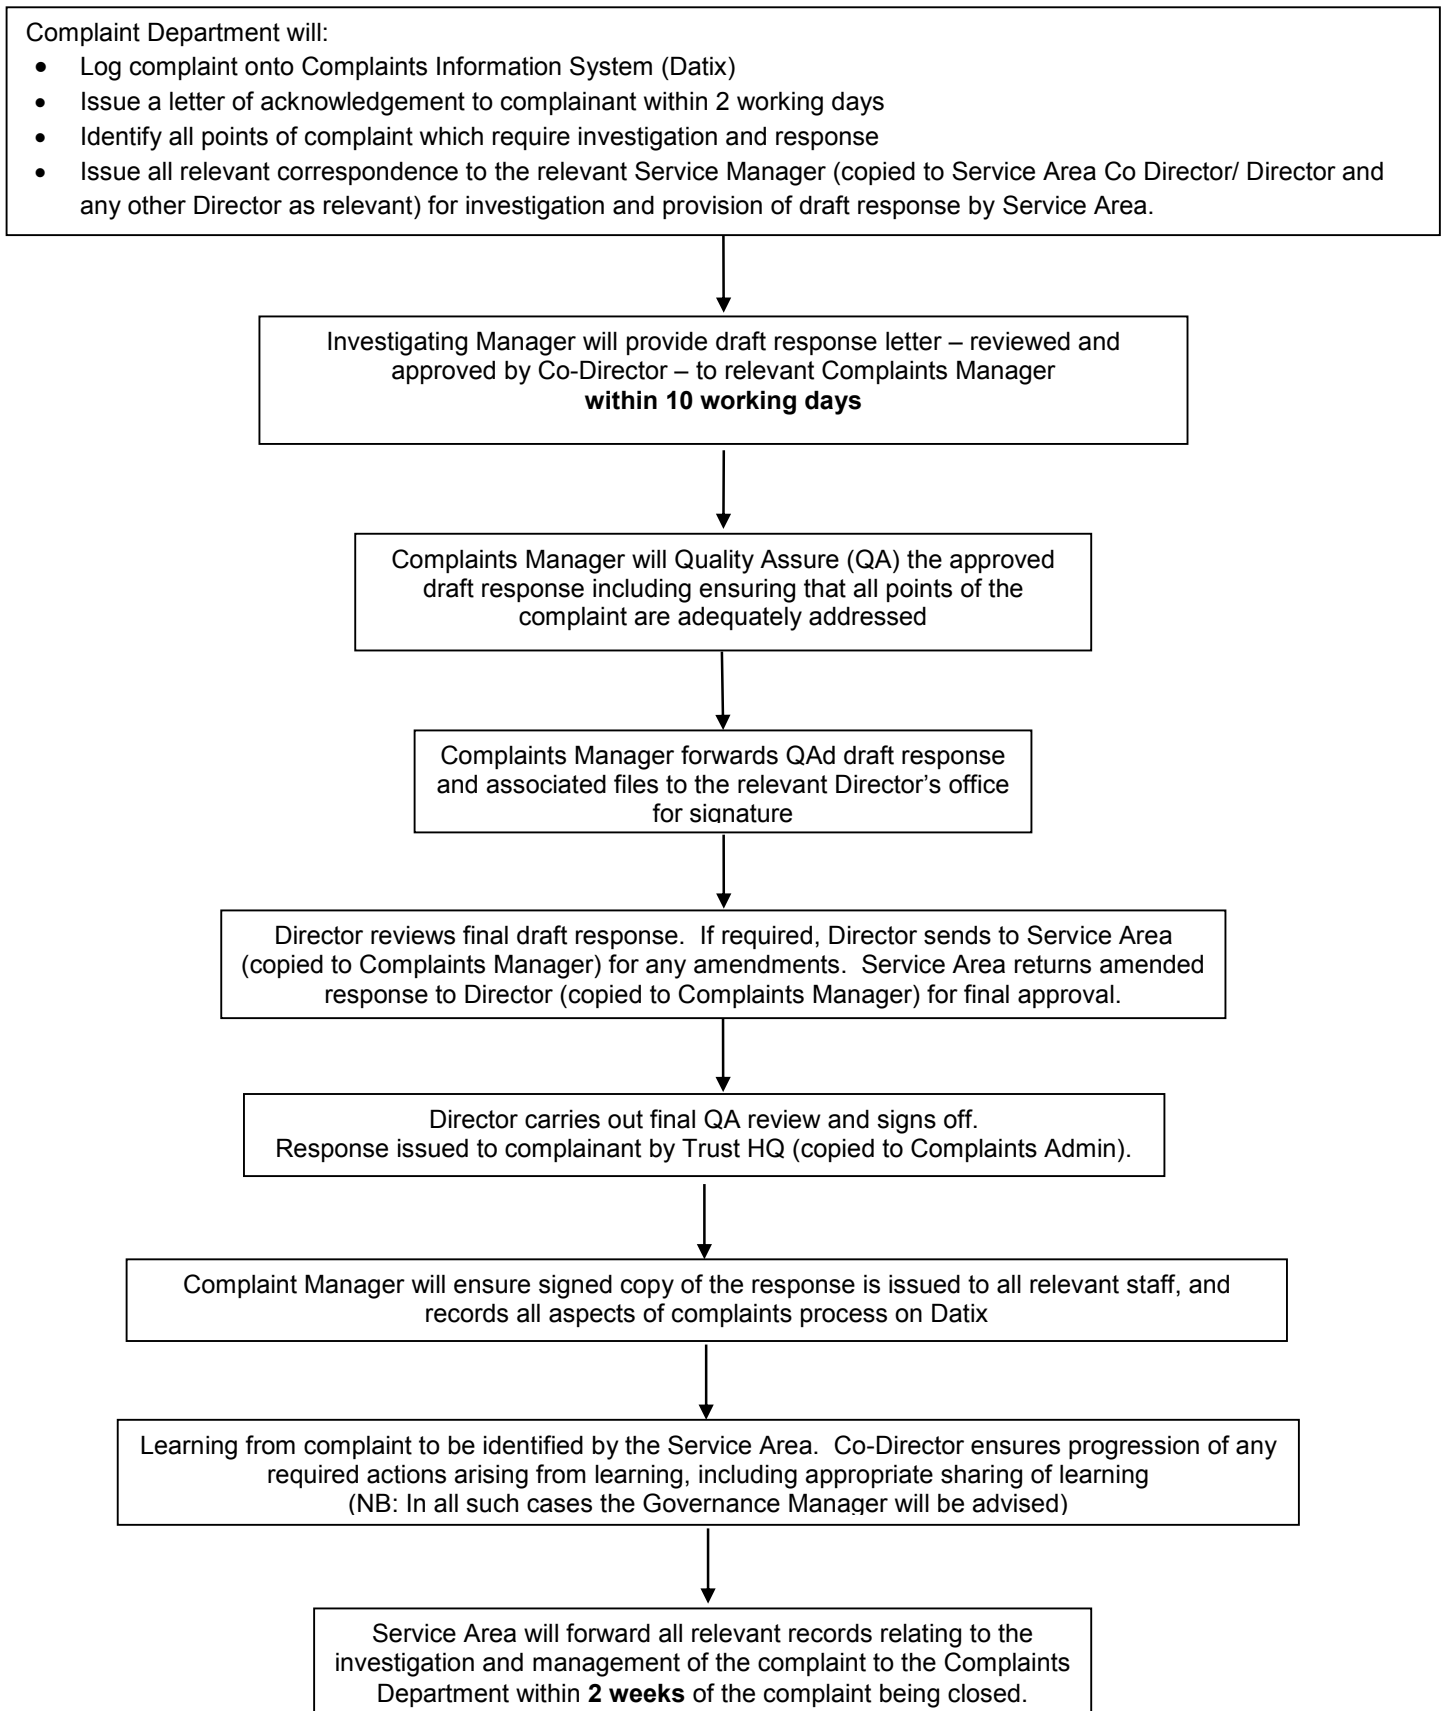 Complaint Department will:
• Log complaint onto Complaints Information System (Datix)
• Issue a letter of acknowledgement to complainant within 2 working days
• Identify all points of complaint which require investigation and response
• Issue all relevant correspondence to the relevant Service Manager (copied to Service Area Co Director/ Director and
any other Director as relevant) for investigation and provision of draft response by Service Area.
Investigating Manager will provide draft response letter – reviewed and
approved by Co-Director – to relevant Complaints Manager
within 10 working days
Complaints Manager will Quality Assure (QA) the approved
draft response including ensuring that all points of the
complaint are adequately addressed
Complaints Manager forwards QAd draft response
and associated files to the relevant Director’s office
for signature
Director reviews final draft response. If required, Director sends to Service Area
(copied to Complaints Manager) for any amendments. Service Area returns amended
response to Director (copied to Complaints Manager) for final approval.
Director carries out final QA review and signs off.
Response issued to complainant by Trust HQ (copied to Complaints Admin).
Complaint Manager will ensure signed copy of the response is issued to all relevant staff, and
records all aspects of complaints process on Datix
Learning from complaint to be identified by the Service Area. Co-Director ensures progression of any
required actions arising from learning, including appropriate sharing of learning
(NB: In all such cases the Governance Manager will be advised)
Service Area will forward all relevant records relating to the
investigation and management of the complaint to the Complaints
Department within 2 weeks of the complaint being closed.